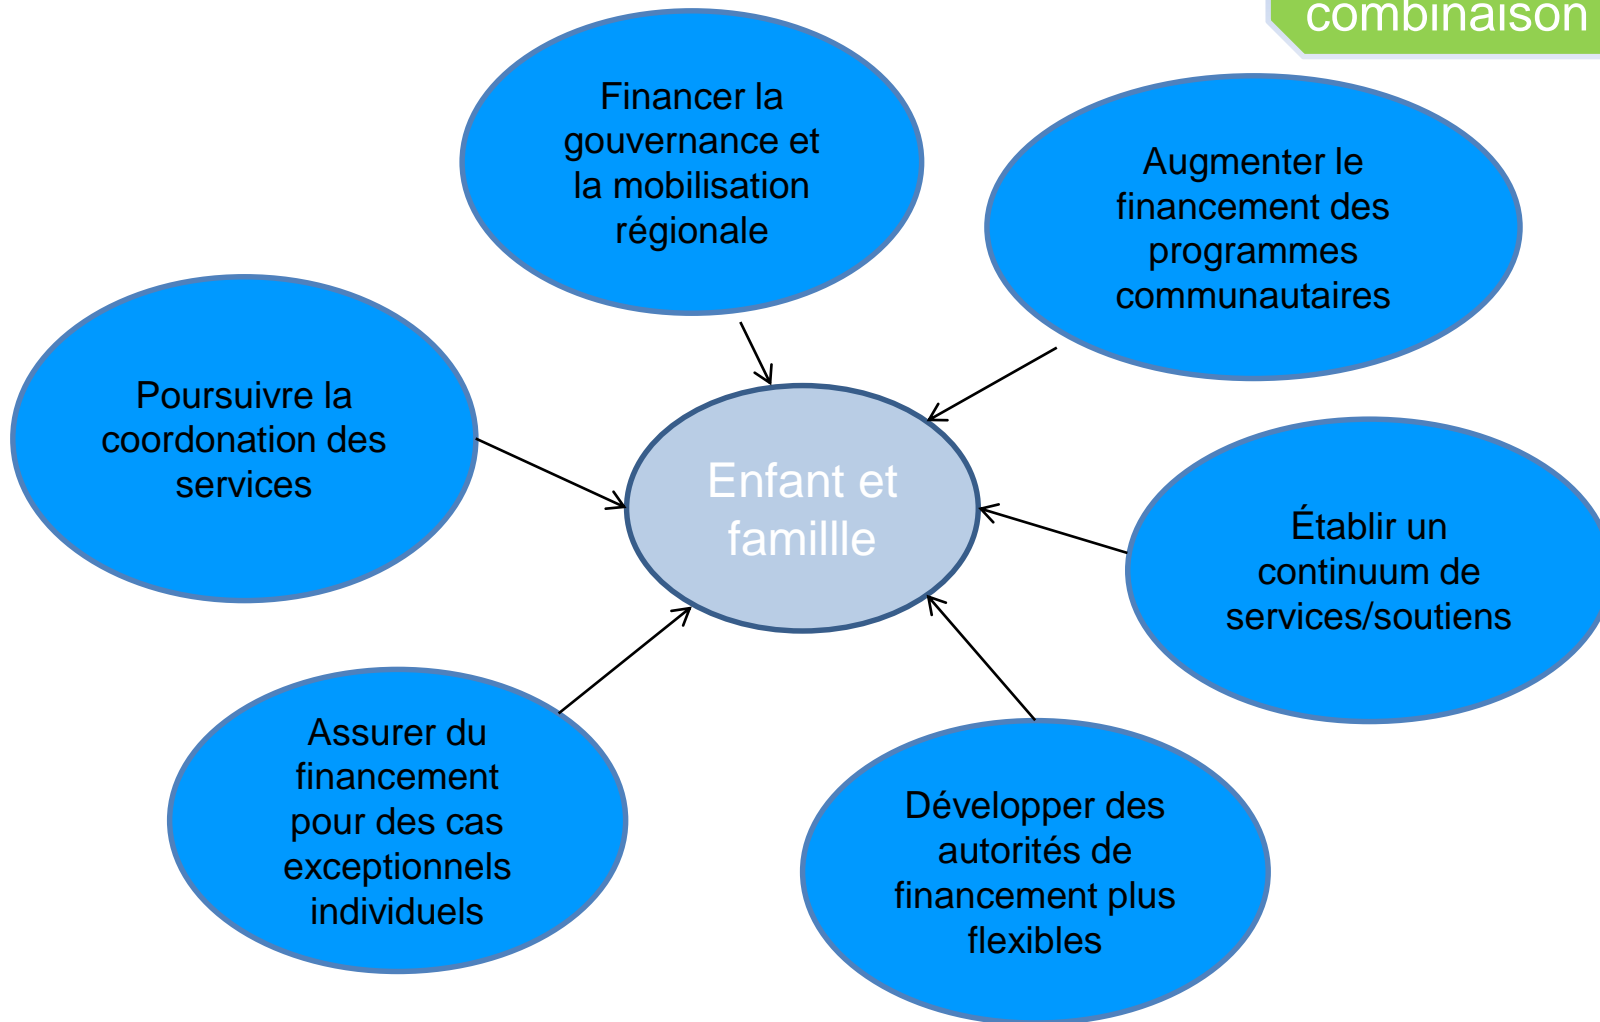 combinaison
Financer la
gouvernance et
la mobilisation
régionale
Augmenter le
financement des
programmes
communautaires
Poursuivre la
coordonation des
services
Enfant et
famillle
Établir un
continuum de
services/soutiens
Assurer du
financement
pour des cas
exceptionnels
individuels
Développer des
autorités de
financement plus
flexibles